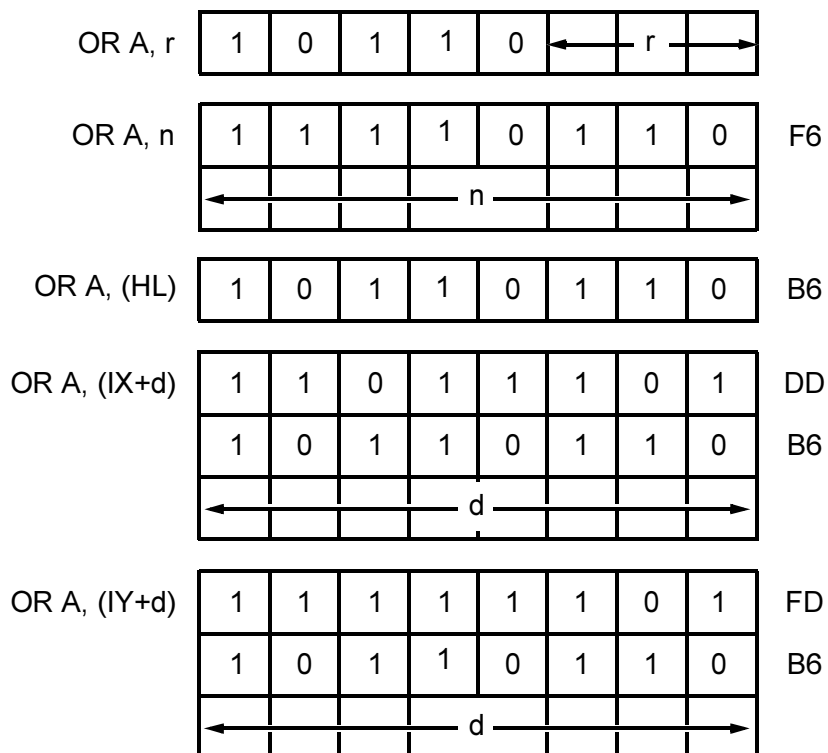 OR A, r 1 0 1 1 0 r
OR A, n 1 1 1 1 0 1 1 0 F6
n
OR A, (HL) 1 0 1 1 0 1 1 0 B6
OR A, (IX+d) 1 1 0 1 1 1 0 1 DD
1 0 1 1 0 1 1 0 B6
d
OR A, (IY+d) 1 1 1 1 1 1 0 1 FD
1 0 1 1 0 1 1 0 B6
d